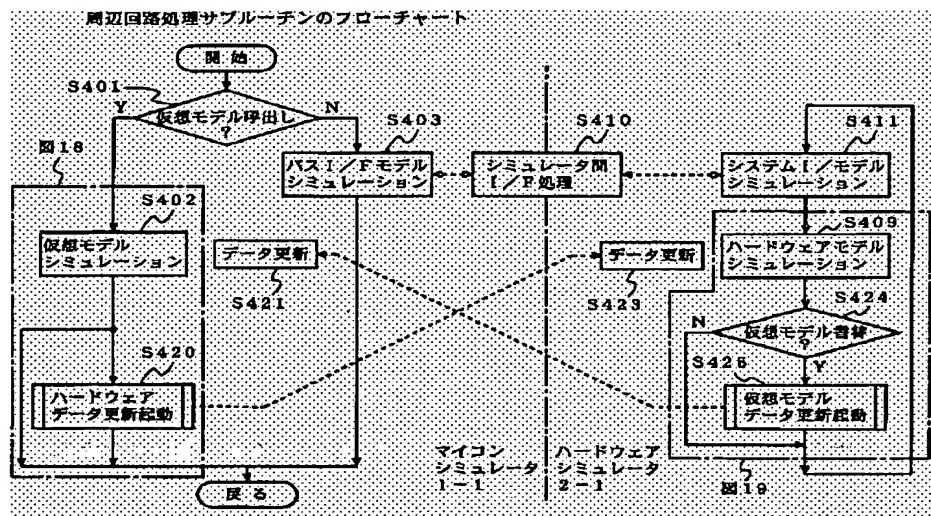 周辺回路処理サブルーチンのフローチャート
開始
S401
Y
N
仮想モデル呼出し
?
S403
S410
S411
図18
バスI/Fモデル
シミュレーション
シミュレータ間
I/F処理
システムI/モデル
シミュレーション
S402
S409
仮想モデル
シミュレーション
データ更新
データ更新
ハードウェアモデル
シミュレーション
S421
S423
S424
N
仮想モデル書換
?
S420
S425
Y
ハードウェア
データ更新起動
仮想モデル
データ更新起動
マイコン
シミュレータ
1-1
ハードウェア
シミュレータ
2-1
戻る
図19